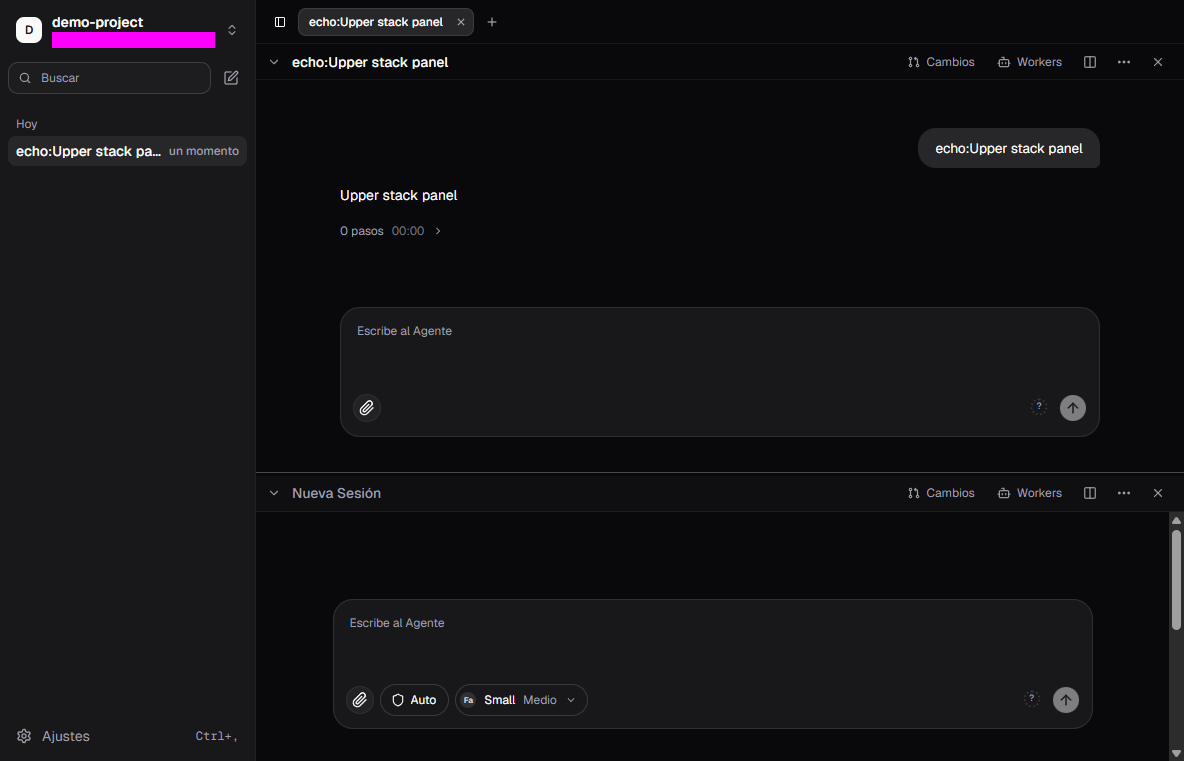 D demo-project
Buscar
Hoy
echo:Upper stack pa... un momento
Ajustes Ctrl+,
echo:Upper stack panel
echo:Upper stack panel Cambios Workers
echo:Upper stack panel
Upper stack panel
0 pasos 00:00
Escribe al Agente
?
Nueva Sesión Cambios Workers
Escribe al Agente
Auto Fa Small Medio ?